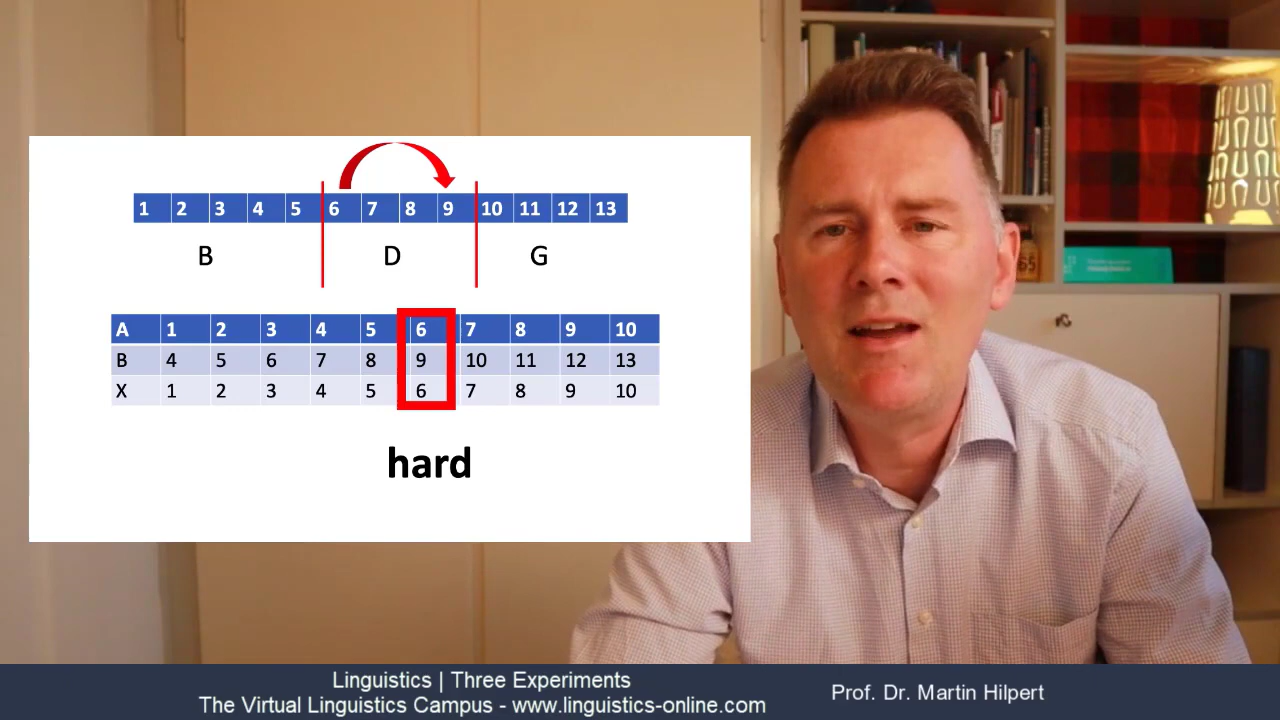 1 2 3 4 5 6 7 8 9 10 11 12 13
B D G
A 1 2 3 4 5 6 7 8 9 10
B 4 5 6 7 8 9 10 11 12 13
X 1 2 3 4 5 6 7 8 9 10
hard
Linguistics | Three Experiments
The Virtual Linguistics Campus - www.linguistics-online.com
Prof. Dr. Martin Hilpert